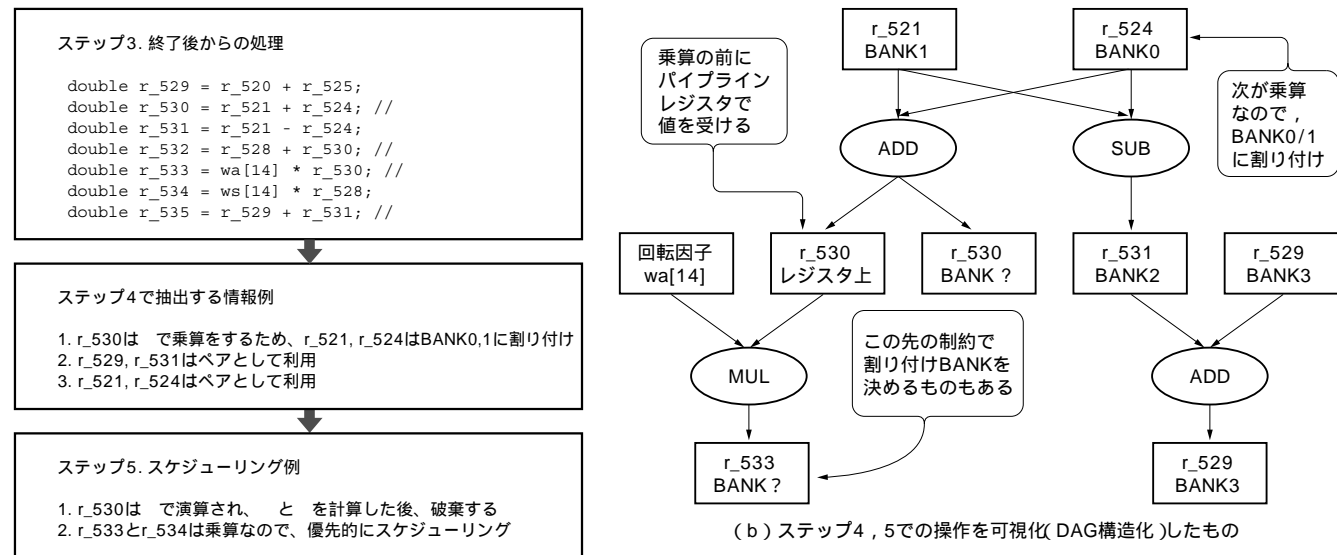 ステップ3. 終了後からの処理
double r_529 = r_520 + r_525;
double r_530 = r_521 + r_524; //
double r_531 = r_521 - r_524;
double r_532 = r_528 + r_530; //
double r_533 = wa[14] * r_530; //
double r_534 = ws[14] * r_528;
double r_535 = r_529 + r_531; //
ステップ4で抽出する情報例
1. r_530は　で乗算をするため、r_521, r_524はBANK0,1に割り付け
2. r_529, r_531はペアとして利用
3. r_521, r_524はペアとして利用
ステップ5. スケジューリング例
1. r_530は　で演算され、　と　を計算した後、破棄する
2. r_533とr_534は乗算なので、優先的にスケジューリング
乗算の前に
パイプライン
レジスタで
値を受ける
r_521
BANK1
r_524
BANK0
次が乗算
なので，
BANK0/1
に割り付け
ADD
SUB
回転因子
wa[14]
r_530
レジスタ上
r_530
BANK？
r_531
BANK2
r_529
BANK3
MUL
この先の制約で
割り付けBANKを
決めるものもある
ADD
r_533
BANK？
r_529
BANK3
（b）ステップ4，5での操作を可視化（DAG構造化）したもの